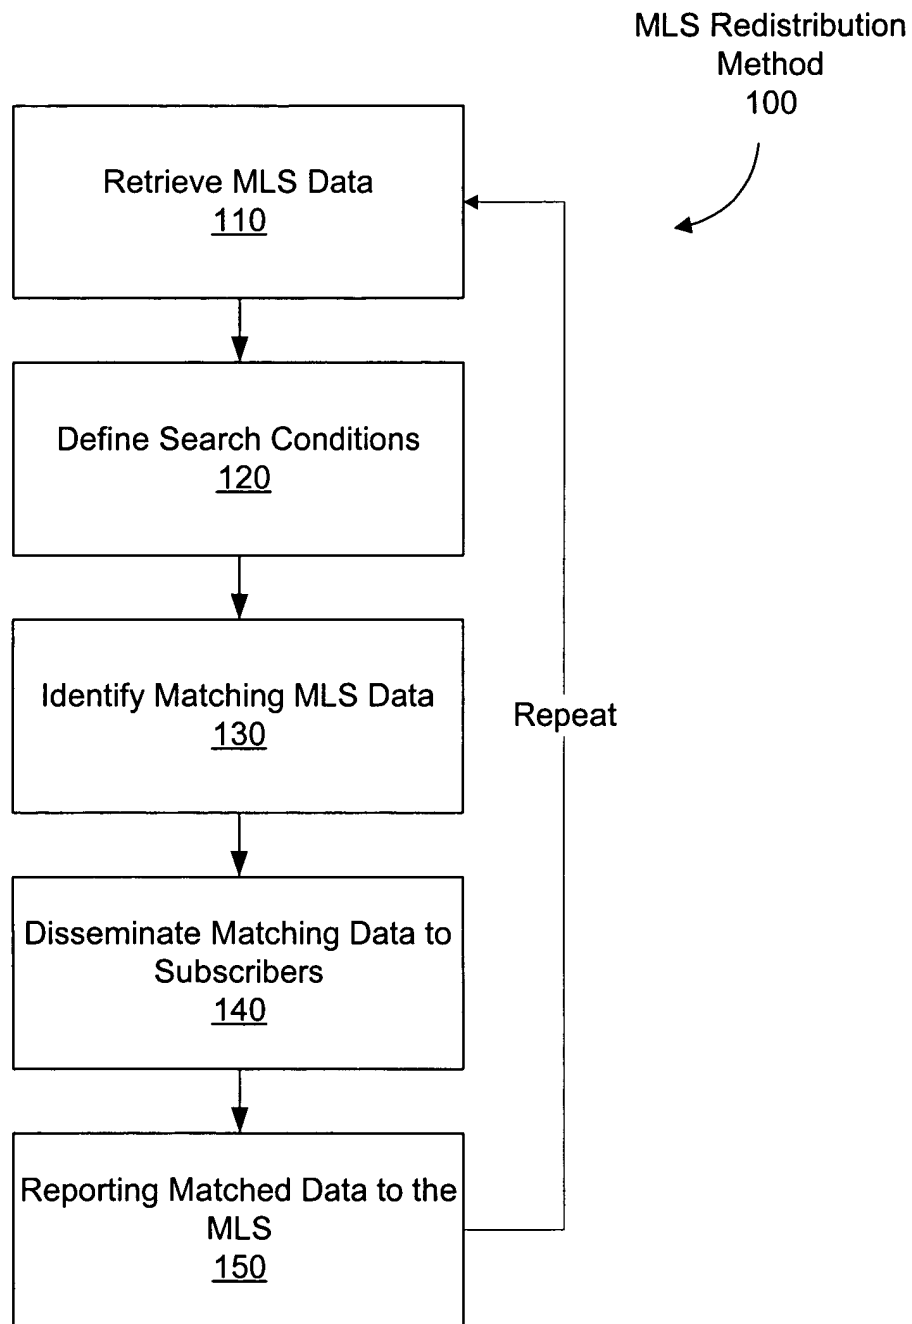 MLS Redistribution
Method
100
Retrieve MLS Data
110
Define Search Conditions
120
Identify Matching MLS Data
130
Repeat
Disseminate Matching Data to
Subscribers
140
Reporting Matched Data to the
MLS
150